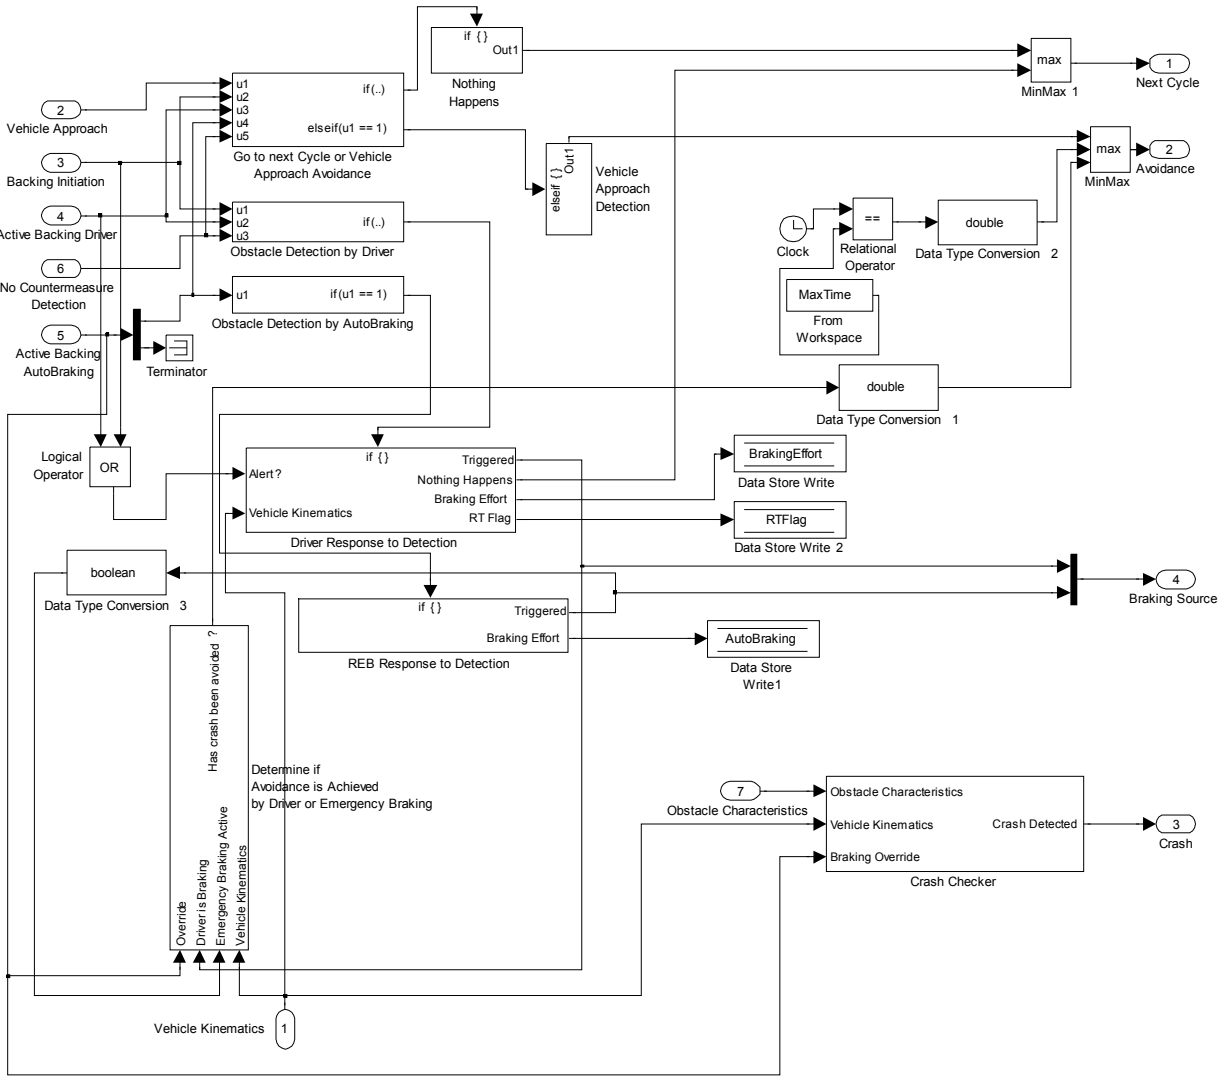 if { }
Out1
Nothing
Happens
max
MinMax 1
1
Next Cycle
2
Vehicle Approach
u1
u2
u3
u4
u5
if(..)
elseif(u1 == 1)
Go to next Cycle or Vehicle
Approach Avoidance
3
Backing Initiation
elseif { }
Out1
Vehicle
Approach
Detection
max
MinMax
2
Avoidance
4
Active Backing Driver
u1
u2
u3
if(..)
Obstacle Detection by Driver
Clock
==
Relational
Operator
double
Data Type Conversion 2
6
No Countermeasure
Detection
u1
if(u1 == 1)
Obstacle Detection by AutoBraking
MaxTime
From
Workspace
5
Active Backing
AutoBraking
Terminator
double
Data Type Conversion 1
Logical
Operator
OR
if { }
Alert?
Vehicle Kinematics
Triggered
Nothing Happens
Braking Effort
RT Flag
Driver Response to Detection
BrakingEffort
Data Store Write
RTFlag
Data Store Write 2
boolean
Data Type Conversion 3
if { }
Triggered
Braking Effort
REB Response to Detection
4
Braking Source
AutoBraking
Data Store
Write1
Has crash been avoided ?
Override
Driver is Braking
Emergency Braking Active
Vehicle Kinematics
Determine if
Avoidance is Achieved
by Driver or Emergency Braking
7
Obstacle Characteristics
Obstacle Characteristics
Vehicle Kinematics
Braking Override
Crash Detected
Crash Checker
3
Crash
Vehicle Kinematics
1